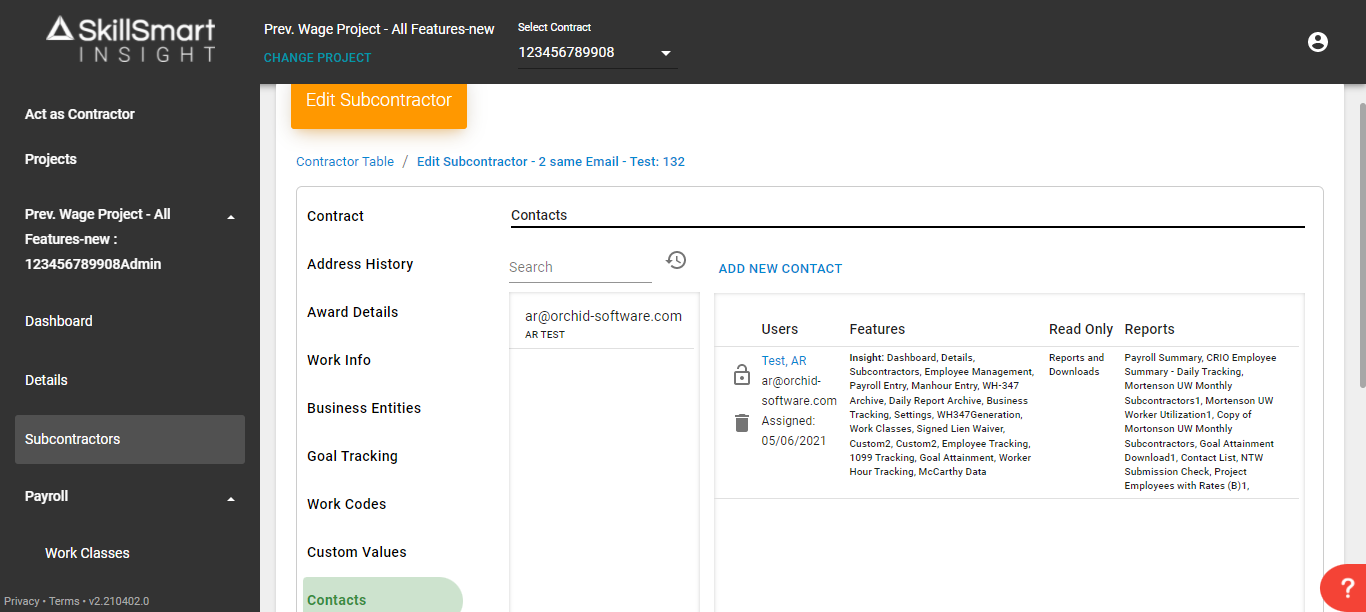 SkillSmart
INSIGHT
Prev. Wage Project - All Features-new
CHANGE PROJECT
Select Contract
123456789908
Act as Contractor
Projects
Prev. Wage Project - All
Features-new :
123456789908Admin
Dashboard
Details
Subcontractors
Payroll
Work Classes
Privacy • Terms • v2.210402.0
Edit Subcontractor
Contractor Table / Edit Subcontractor - 2 same Email - Test: 132
Contract
Address History
Award Details
Work Info
Business Entities
Goal Tracking
Work Codes
Custom Values
Contacts
Contacts
Search
ADD NEW CONTACT
ar@orchid-software.com
AR TEST
Users
Features
Read Only
Reports
Test, AR
ar@orchid-
software.com
Assigned:
05/06/2021
Insight: Dashboard, Details,
Subcontractors, Employee Management,
Payroll Entry, Manhour Entry, WH-347
Archive, Daily Report Archive, Business
Tracking, Settings, WH347Generation,
Work Classes, Signed Lien Waiver,
Custom2, Custom2, Employee Tracking,
1099 Tracking, Goal Attainment, Worker
Hour Tracking, McCarthy Data
Reports and
Downloads
Payroll Summary, CRIO Employee
Summary - Daily Tracking,
Mortenson UW Monthly
Subcontractors1, Mortenson UW
Worker Utilization1, Copy of
Mortonson UW Monthly
Subcontractors, Goal Attainment
Download1, Contact List, NTW
Submission Check, Project
Employees with Rates (B)1,
?